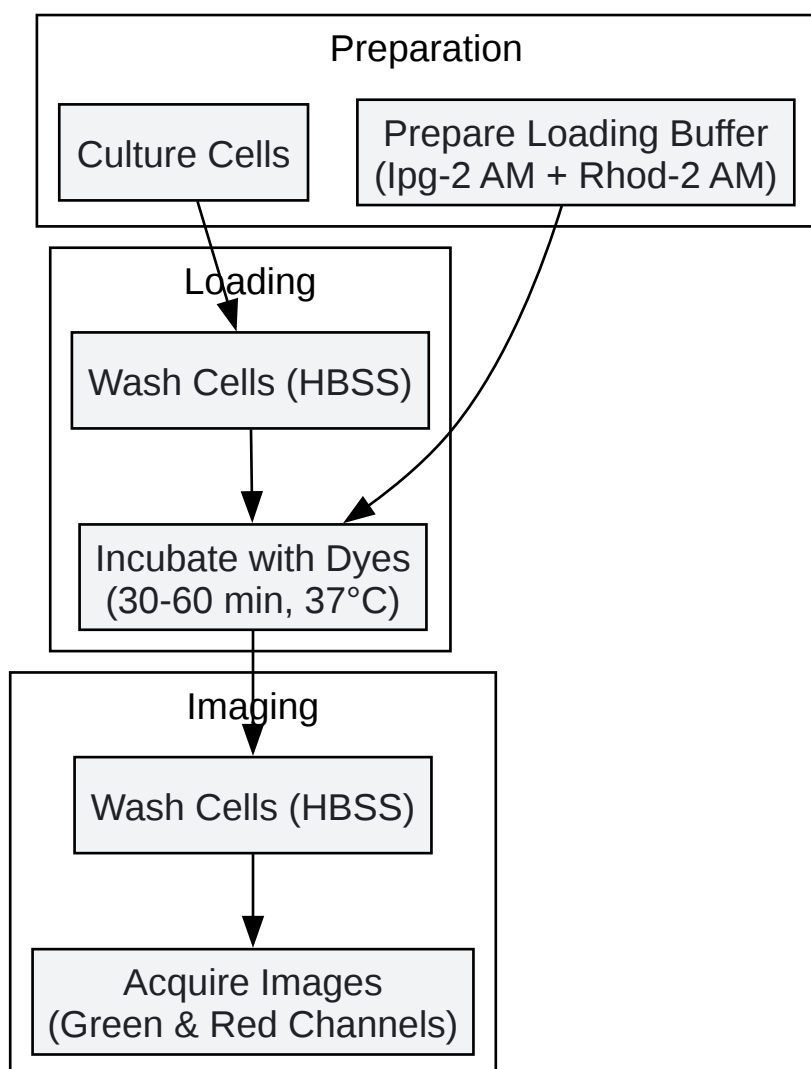 Preparation
Culture Cells
Prepare Loading Buffer
(Ipg-2 AM + Rhod-2 AM)
Loading
Wash Cells (HBSS)
Incubate with Dyes
(30-60 min, 37°C)
Imaging
Wash Cells (HBSS)
Acquire Images
(Green & Red Channels)